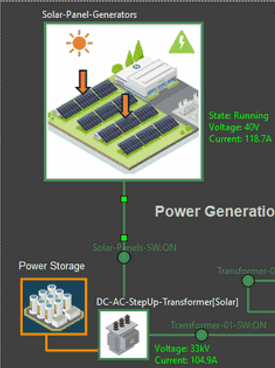 Solar-Panel-Generators
State: Running
Voltage: 40V
Current: 118.7A
Power Generatio
Solar-Panels-SW:ON
Power Storage
Transformer-0
DC-AC-StepUp-Transformer[Solar]
Transformer-01-SW:ON
Voltage: 33kV
Current: 104.9A